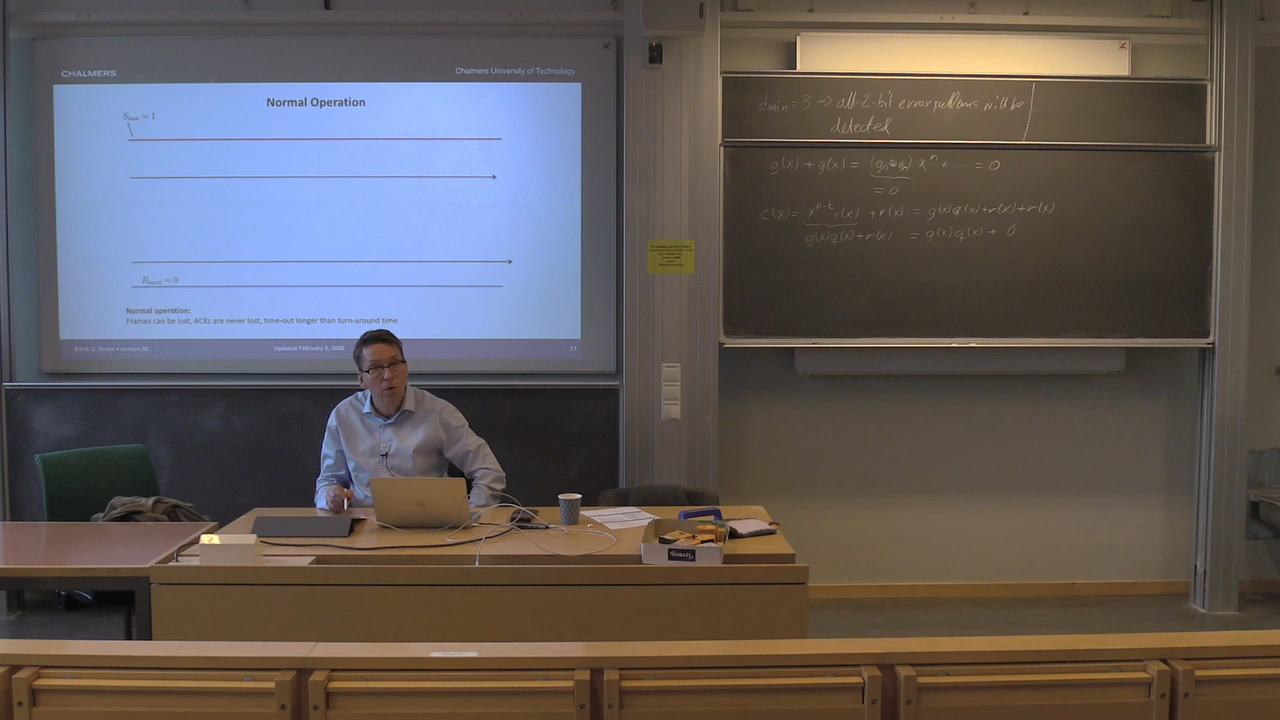 CHALMERS
Chalmers University of Technology
Normal Operation
S_last = 1
R_next = 0
Normal operation:
Frames can be lost, ACKs are never lost, time-out longer than turn-around time
Updated February 3, 2020
22
d_min = 3 → all 2-bit error patterns will be
detected
g(x) + g(x) = (g_n ⊕ g_n) x^n + .... = 0
= 0
c(x) = x^{n-k} i(x) + r(x) = g(x)q(x) + r(x) + r(x)
g(x)q(x) + r(x) = g(x)q(x) + 0